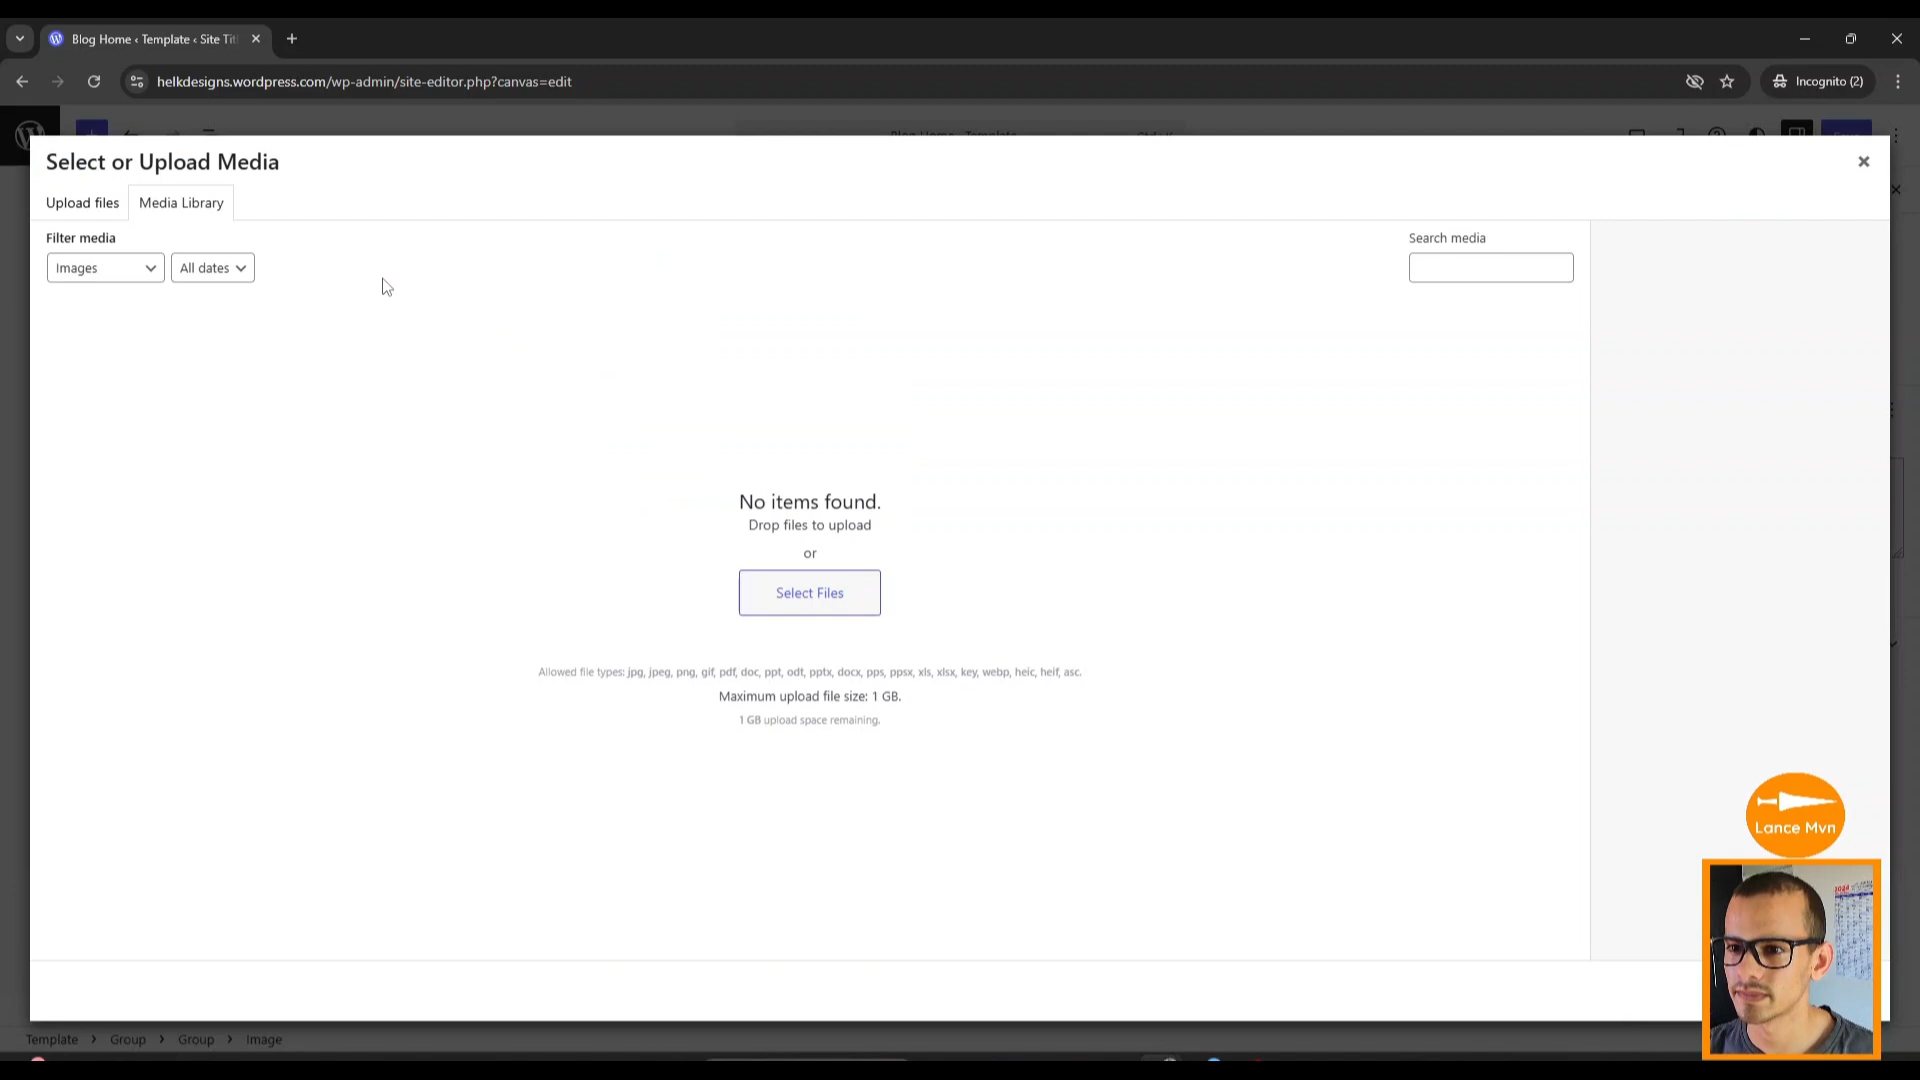 Blog Home ‹ Template ‹ Site Tit
helkdesigns.wordpress.com/wp-admin/site-editor.php?canvas=edit
Incognito (2)
Select or Upload Media
Upload files
Media Library
Filter media
Search media
Images
All dates
No items found.
Drop files to upload
or
Select Files
Allowed file types: jpg, jpeg, png, gif, pdf, doc, ppt, odt, pptx, docx, pps, ppsx, xls, xlsx, key, webp, heic, heif, asc.
Maximum upload file size: 1 GB.
1 GB upload space remaining.
Lance Mvn
2024
Template
Group
Group
Image